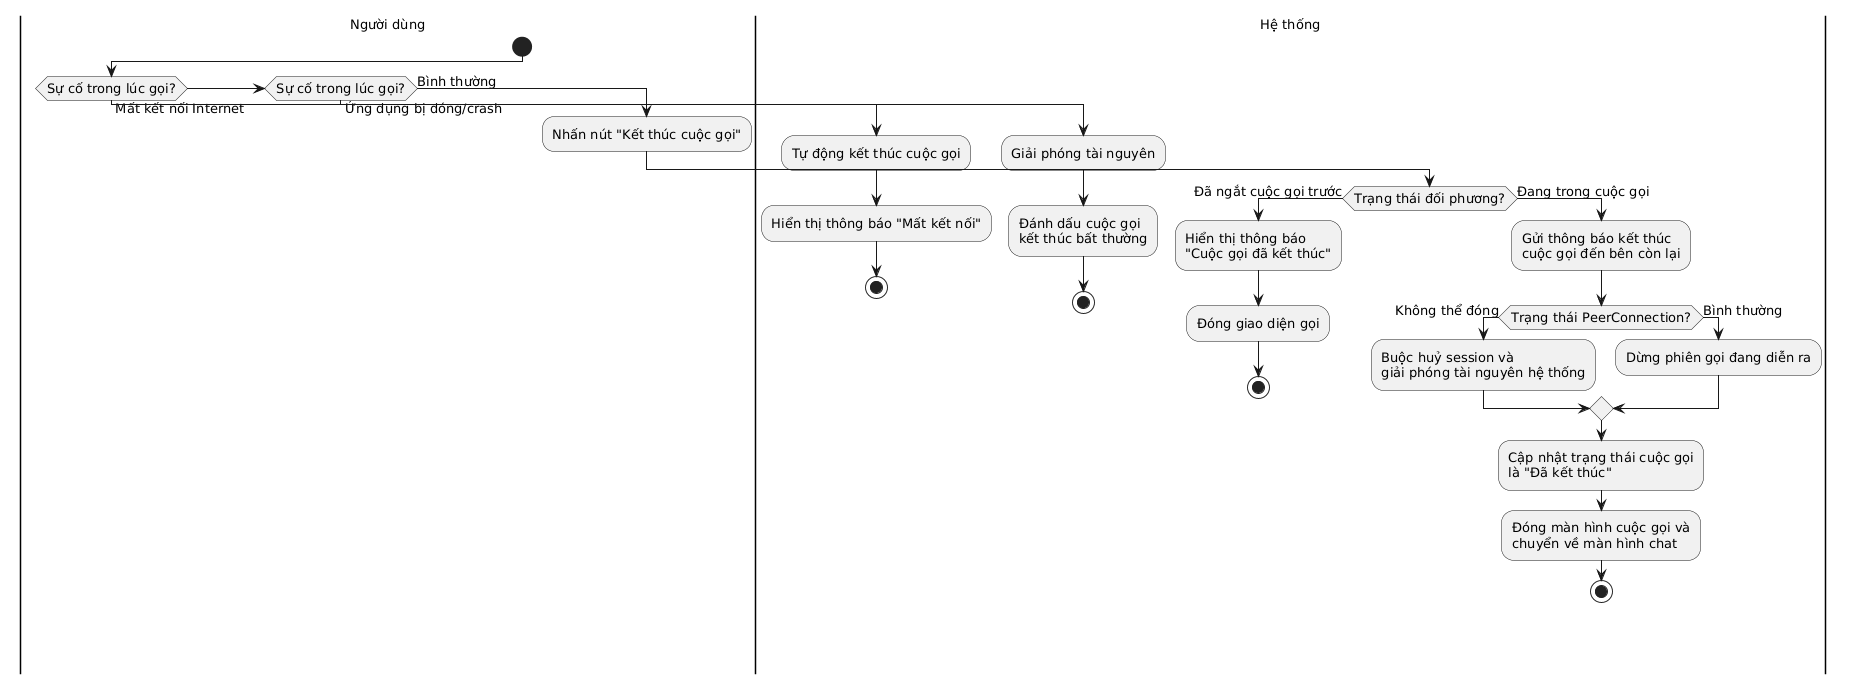 Người dùng
Hệ thống
Sự cố trong lúc gọi?
Mất kết nối Internet
Sự cố trong lúc gọi?
Ứng dụng bị đóng/crash
Bình thường
Nhấn nút "Kết thúc cuộc gọi"
Tự động kết thúc cuộc gọi
Hiển thị thông báo "Mất kết nối"
Giải phóng tài nguyên
Đánh dấu cuộc gọi
kết thúc bất thường
Trạng thái đối phương?
Đã ngắt cuộc gọi trước
Đang trong cuộc gọi
Hiển thị thông báo
"Cuộc gọi đã kết thúc"
Đóng giao diện gọi
Gửi thông báo kết thúc
cuộc gọi đến bên còn lại
Trạng thái PeerConnection?
Không thể đóng
Bình thường
Buộc huỷ session và
giải phóng tài nguyên hệ thống
Dừng phiên gọi đang diễn ra
Cập nhật trạng thái cuộc gọi
là "Đã kết thúc"
Đóng màn hình cuộc gọi và
chuyển về màn hình chat